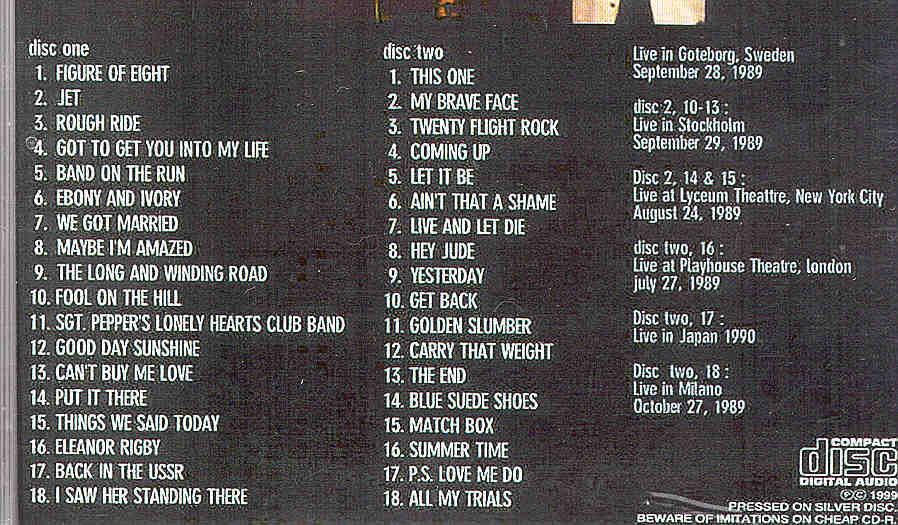 disc one
1. FIGURE OF EIGHT
2. JET
3. ROUGH RIDE
4. GOT TO GET YOU INTO MY LIFE
5. BAND ON THE RUN
6. EBONY AND IVORY
7. WE GOT MARRIED
8. MAYBE I'M AMAZED
9. THE LONG AND WINDING ROAD
10. FOOL ON THE HILL
11. SGT. PEPPER'S LONELY HEARTS CLUB BAND
12. GOOD DAY SUNSHINE
13. CAN'T BUY ME LOVE
14. PUT IT THERE
15. THINGS WE SAID TODAY
16. ELEANOR RIGBY
17. BACK IN THE USSR
18. I SAW HER STANDING THERE
disc two
1. THIS ONE
2. MY BRAVE FACE
3. TWENTY FLIGHT ROCK
4. COMING UP
5. LET IT BE
6. AIN'T THAT A SHAME
7. LIVE AND LET DIE
8. HEY JUDE
9. YESTERDAY
10. GET BACK
11. GOLDEN SLUMBER
12. CARRY THAT WEIGHT
13. THE END
14. BLUE SUEDE SHOES
15. MATCH BOX
16. SUMMER TIME
17. P.S. LOVE ME DO
18. ALL MY TRIALS
Live in Goteborg, Sweden
September 28, 1989
disc 2, 10-13 :
Live in Stockholm
September 29, 1989
Disc 2, 14 & 15 :
Live at Lyceum Theattre, New York City
August 24, 1989
disc two, 16 :
Live at Playhouse Theatre, london
july 27, 1989
Disc two, 17 :
Live in Japan 1990
Disc two, 18 :
Live in Milano
October 27, 1989
COMPACT
disc
DIGITAL AUDIO
℗© 1999
PRESSED ON SILVER DISC.
BEWARE OF IMITATIONS ON CHEAP CD-R.